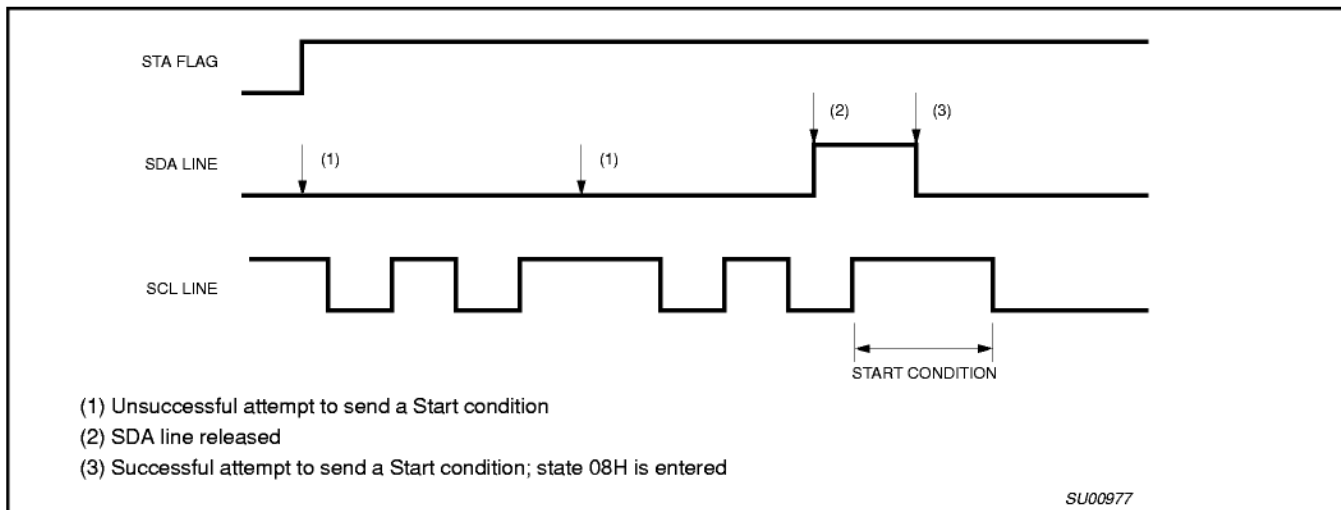 STA FLAG
(2)
(3)
SDA LINE
(1)
(1)
SCL LINE
START CONDITION
(1) Unsuccessful attempt to send a Start condition
(2) SDA line released
(3) Successful attempt to send a Start condition; state 08H is entered
SU00977